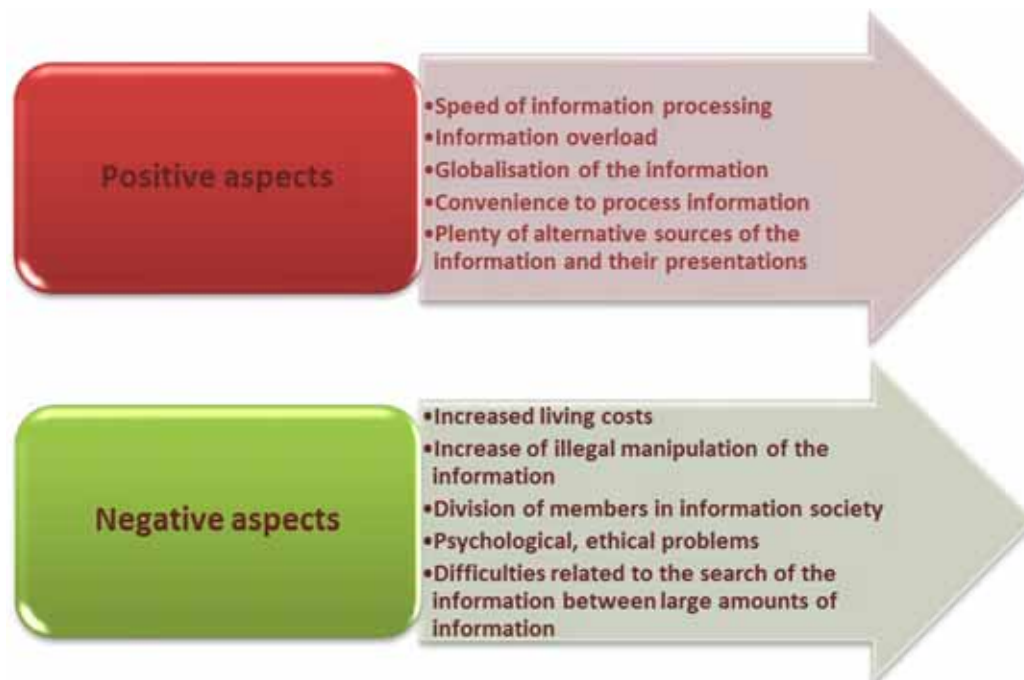 Positive aspects
•Speed of information processing
•Information overload
•Globalisation of the information
•Convenience to process information
•Plenty of alternative sources of the
information and their presentations
Negative aspects
•Increased living costs
•Increase of illegal manipulation of the
information
•Division of members in information society
•Psychological, ethical problems
•Difficulties related to the search of the
information between large amounts of
information